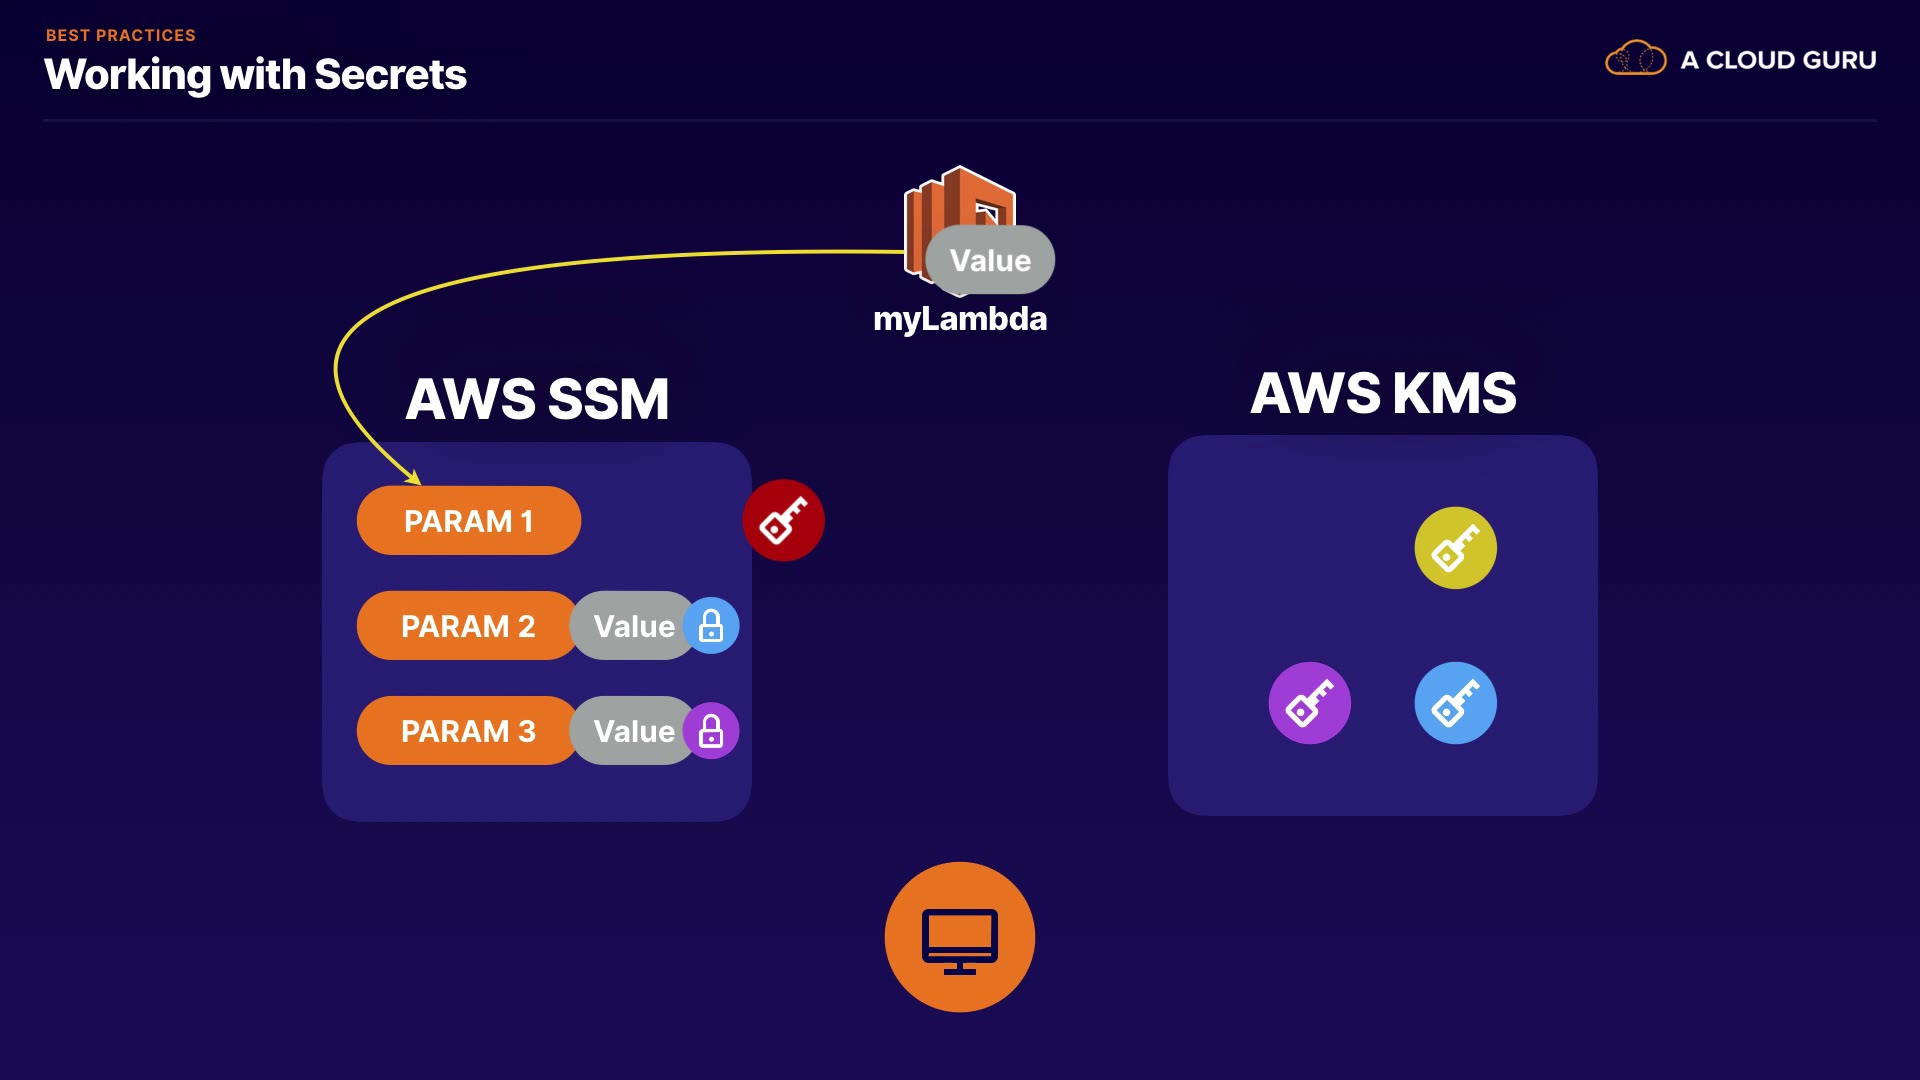 BEST PRACTICES
Working with Secrets
A CLOUD GURU
Value
myLambda
AWS SSM
AWS KMS
PARAM 1
PARAM 2 Value
PARAM 3 Value